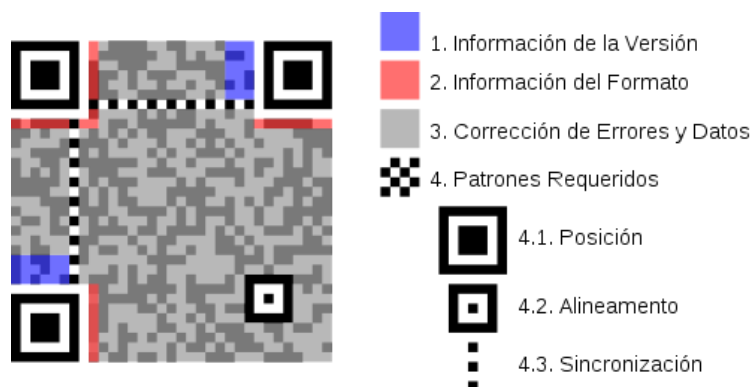 1. Información de la Versión
2. Información del Formato
3. Corrección de Errores y Datos
4. Patrones Requeridos
4.1. Posición
4.2. Alineamento
4.3. Sincronización